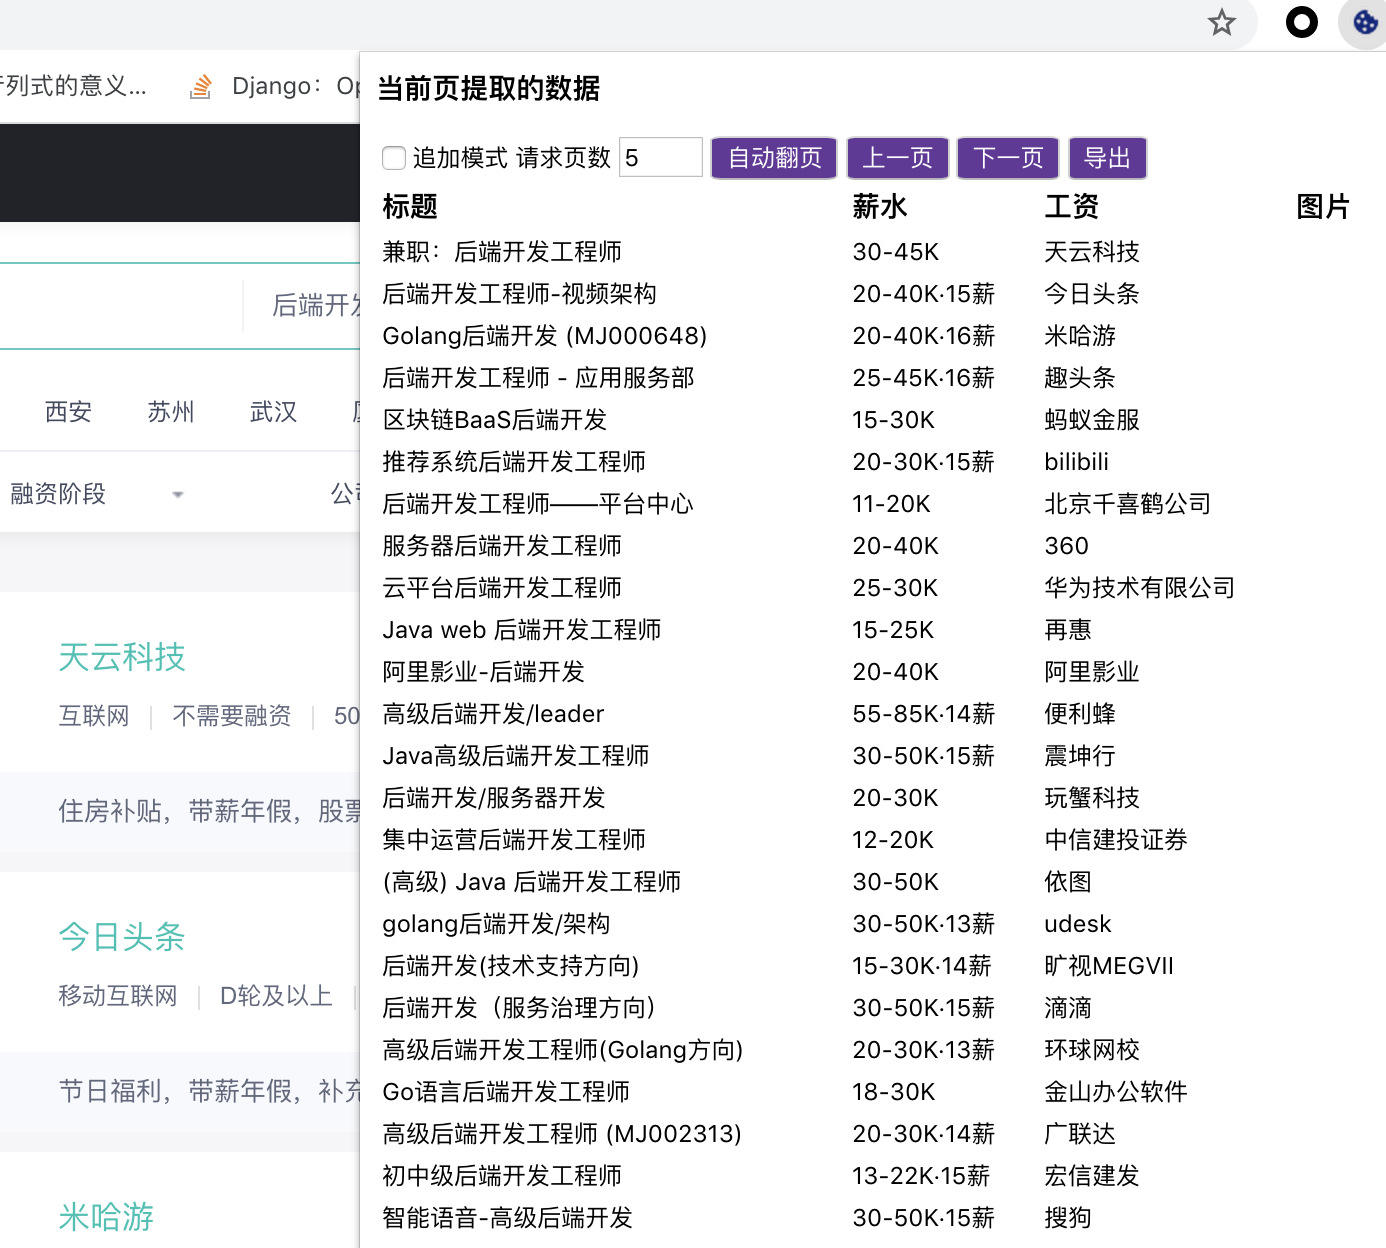 行列式的意义...
Django：Op
当前页提取的数据
追加模式 请求页数 5 自动翻页 上一页 下一页 导出
标题 薪水 工资 图片
兼职：后端开发工程师 30-45K 天云科技
后端开发工程师-视频架构 20-40K·15薪 今日头条
Golang后端开发 (MJ000648) 20-40K·16薪 米哈游
后端开发工程师 - 应用服务部 25-45K·16薪 趣头条
区块链BaaS后端开发 15-30K 蚂蚁金服
推荐系统后端开发工程师 20-30K·15薪 bilibili
后端开发工程师——平台中心 11-20K 北京千喜鹤公司
服务器后端开发工程师 20-40K 360
云平台后端开发工程师 25-30K 华为技术有限公司
Java web 后端开发工程师 15-25K 再惠
阿里影业-后端开发 20-40K 阿里影业
高级后端开发/leader 55-85K·14薪 便利蜂
Java高级后端开发工程师 30-50K·15薪 震坤行
后端开发/服务器开发 20-30K 玩蟹科技
集中运营后端开发工程师 12-20K 中信建投证券
(高级) Java 后端开发工程师 30-50K 依图
golang后端开发/架构 30-50K·13薪 udesk
后端开发(技术支持方向) 15-30K·14薪 旷视MEGVII
后端开发（服务治理方向） 30-50K·15薪 滴滴
高级后端开发工程师(Golang方向) 20-30K·13薪 环球网校
Go语言后端开发工程师 18-30K 金山办公软件
高级后端开发工程师 (MJ002313) 20-30K·14薪 广联达
初中级后端开发工程师 13-22K·15薪 宏信建发
智能语音-高级后端开发 30-50K·15薪 搜狗
后端开发
西安 苏州 武汉
融资阶段 公司
天云科技
互联网 不需要融资 50
住房补贴，带薪年假，股票
今日头条
移动互联网 D轮及以上
节日福利，带薪年假，补充
米哈游